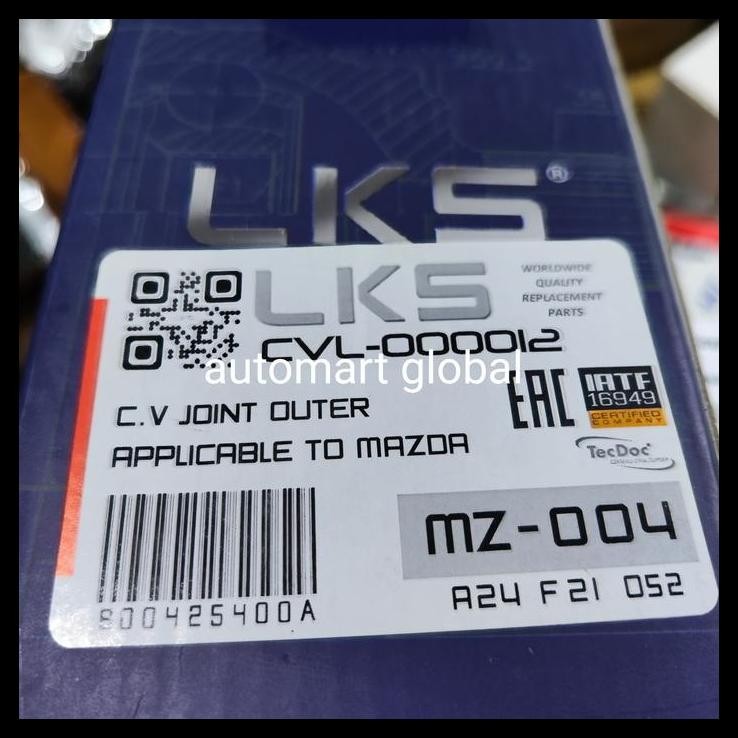 LKS®
LKS
WORLDWIDE
QUALITY
REPLACEMENT
PARTS
CVL-000012
automart global
C.V JOINT OUTER
APPLICABLE TO MAZDA
EAC
IATF
16949
CERTIFIED
COMPANY
TecDoc
MZ-004
800425400A
A24 F21 052